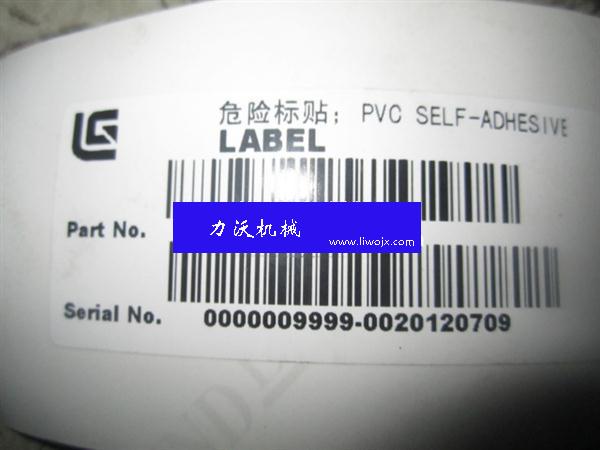 危险标贴; PVC SELF-ADHESIVE
LABEL
Part No.
力沃机械
www.liwojx.com
Serial No. 0000009999-0020120709